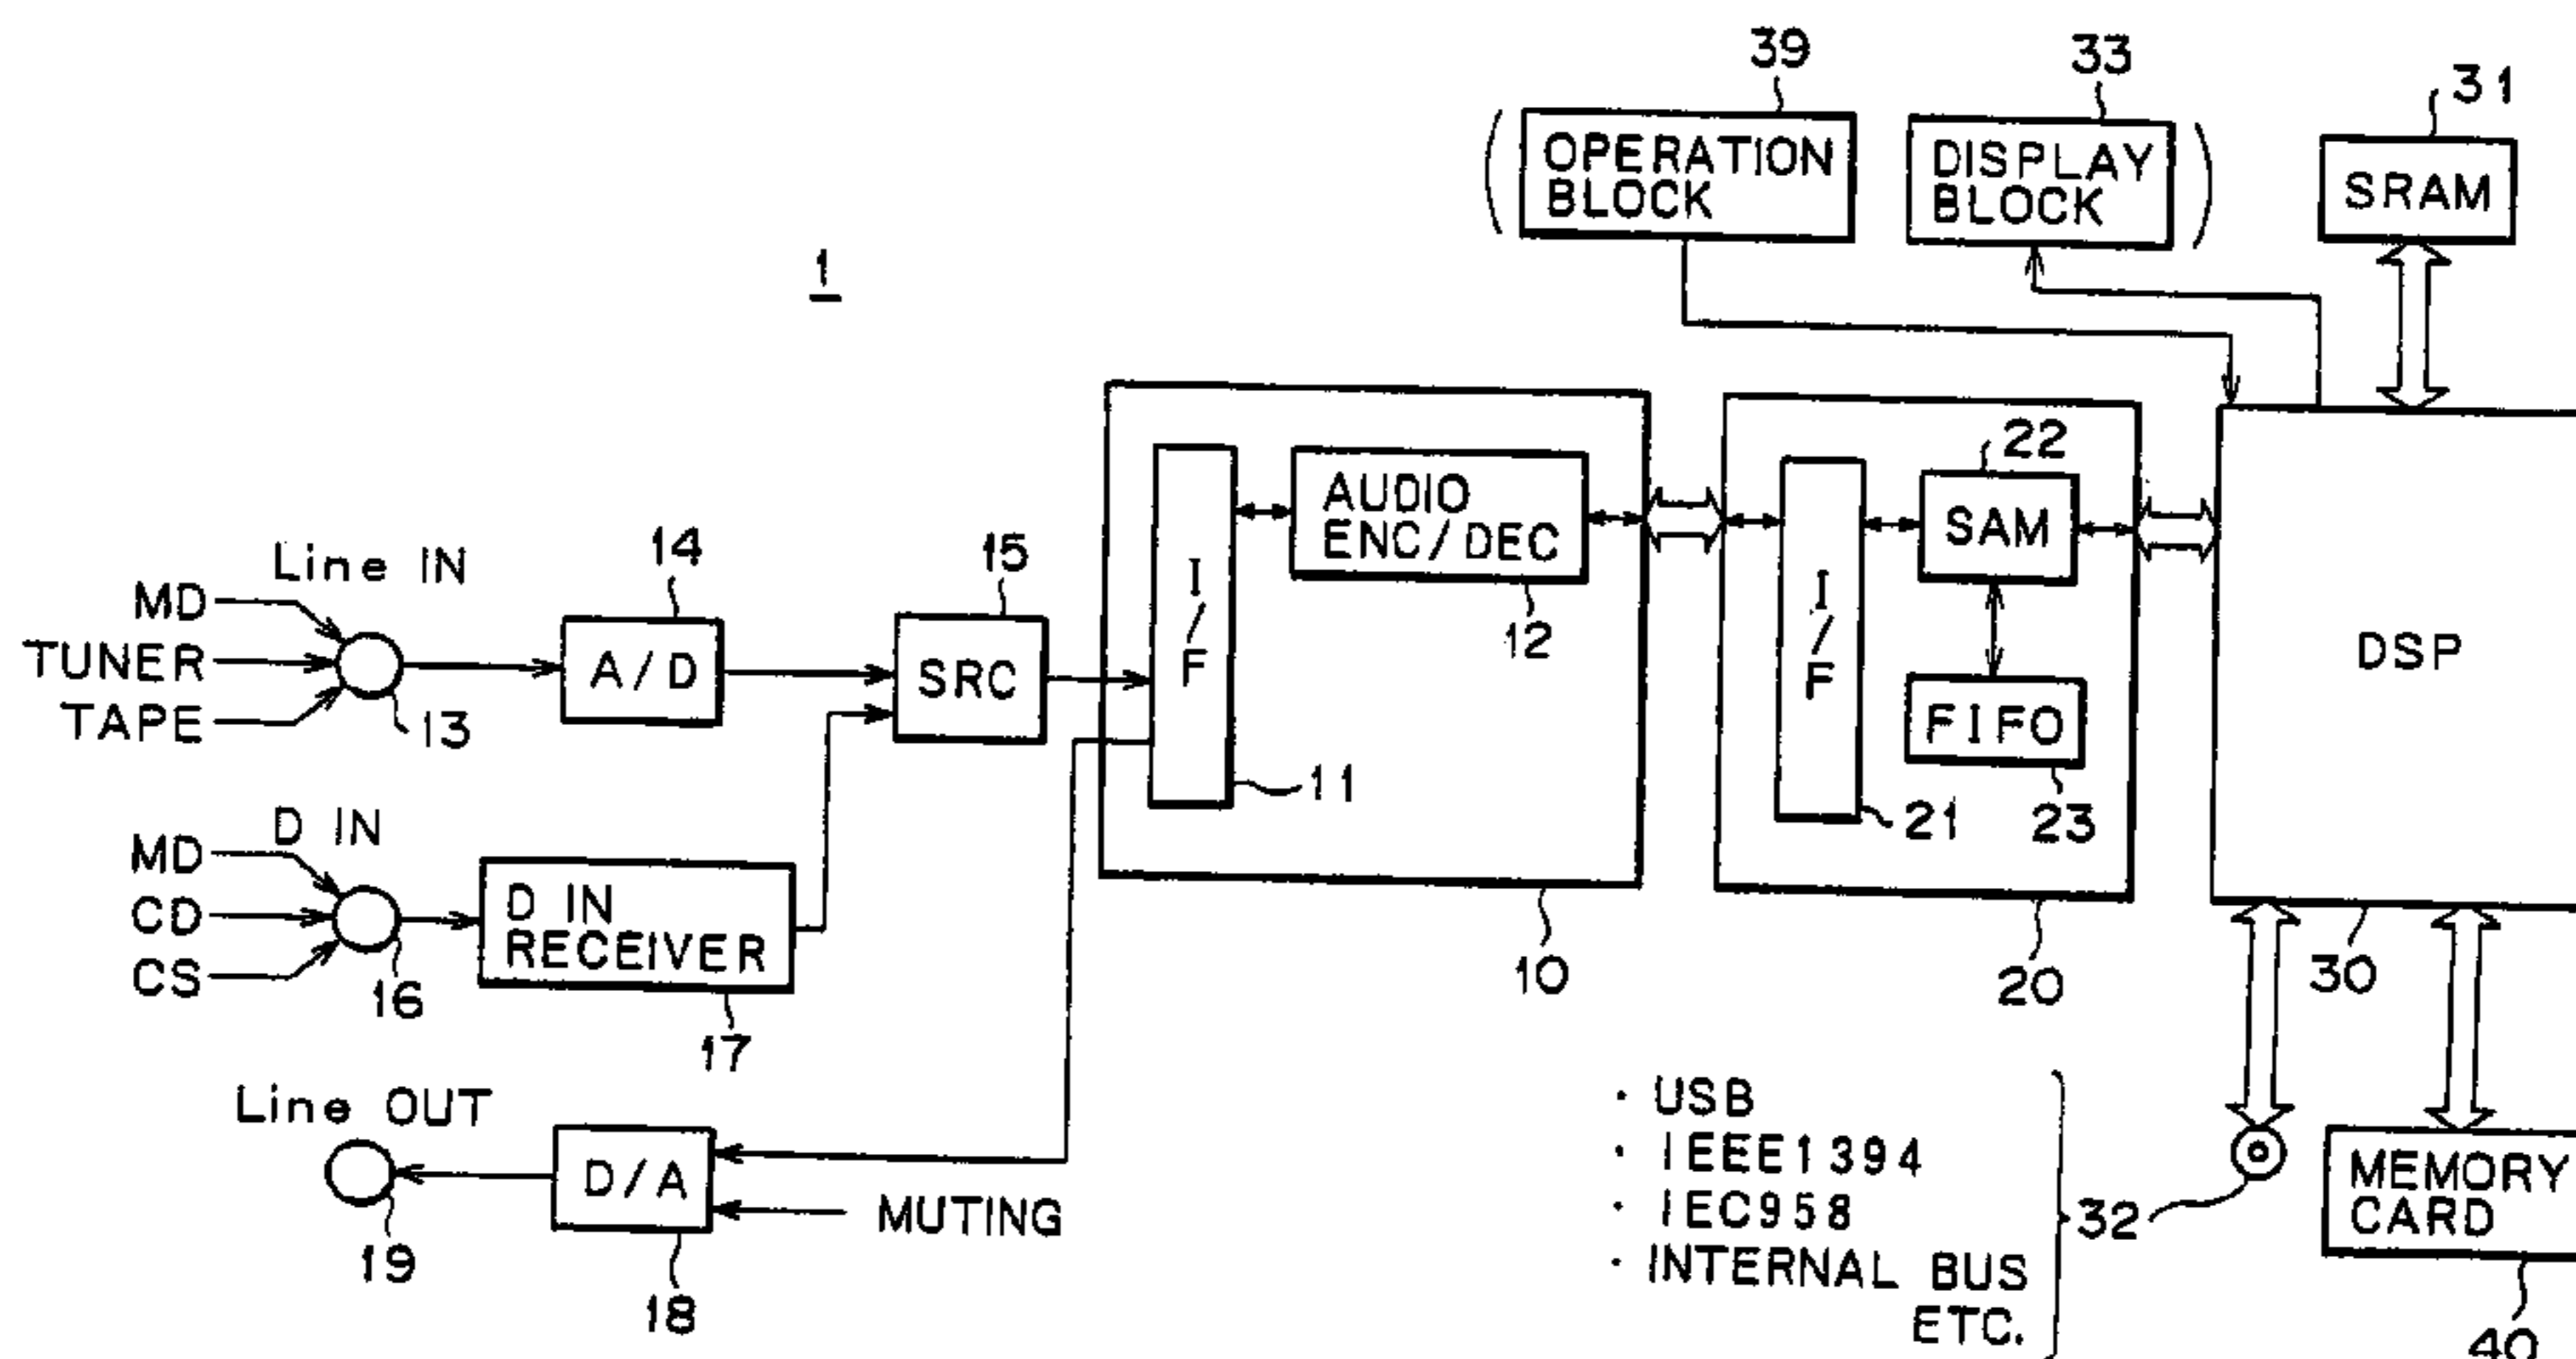 39
33
31
OPERATION
BLOCK
DISPLAY
BLOCK
SRAM
1
22
Line IN
14
15
I/F
AUDIO
ENC/DEC
I/F
SAM
MD
TUNER
TAPE
13
A/D
SRC
12
DSP
FIFO
11
21
23
D IN
MD
CD
CS
16
D IN
RECEIVER
17
10
20
30
Line OUT
19
D/A
18
MUTING
· USB
· IEEE1394
· IEC958
· INTERNAL BUS
ETC.
32
MEMORY
CARD
40